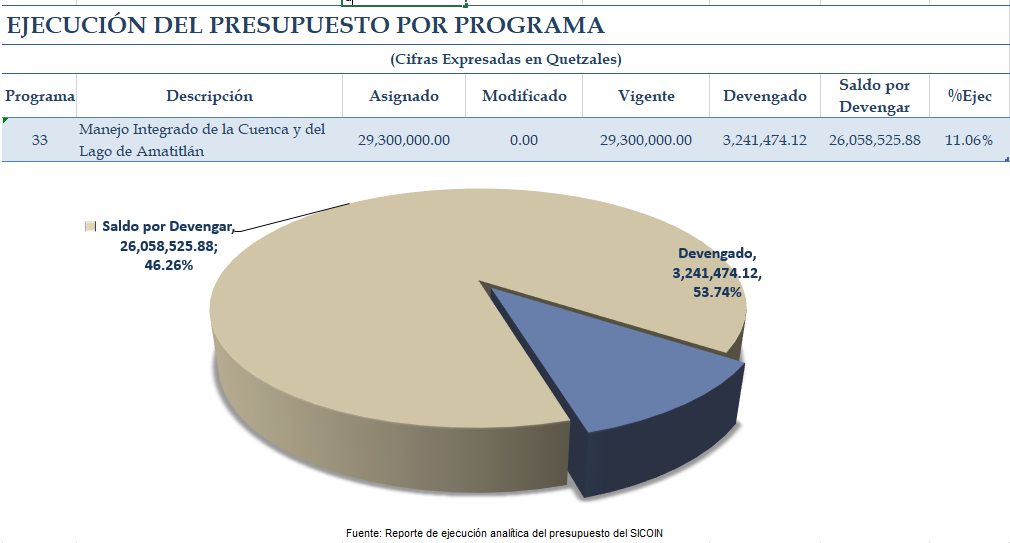 EJECUCIÓN DEL PRESUPUESTO POR PROGRAMA
(Cifras Expresadas en Quetzales)
Programa Descripción Asignado Modificado Vigente Devengado Saldo por Devengar %Ejec
33 Manejo Integrado de la Cuenca y del Lago de Amatitlán 29,300,000.00 0.00 29,300,000.00 3,241,474.12 26,058,525.88 11.06%
Saldo por Devengar,
26,058,525.88;
46.26%
Devengado,
3,241,474.12,
53.74%
Fuente: Reporte de ejecución analítica del presupuesto del SICOIN